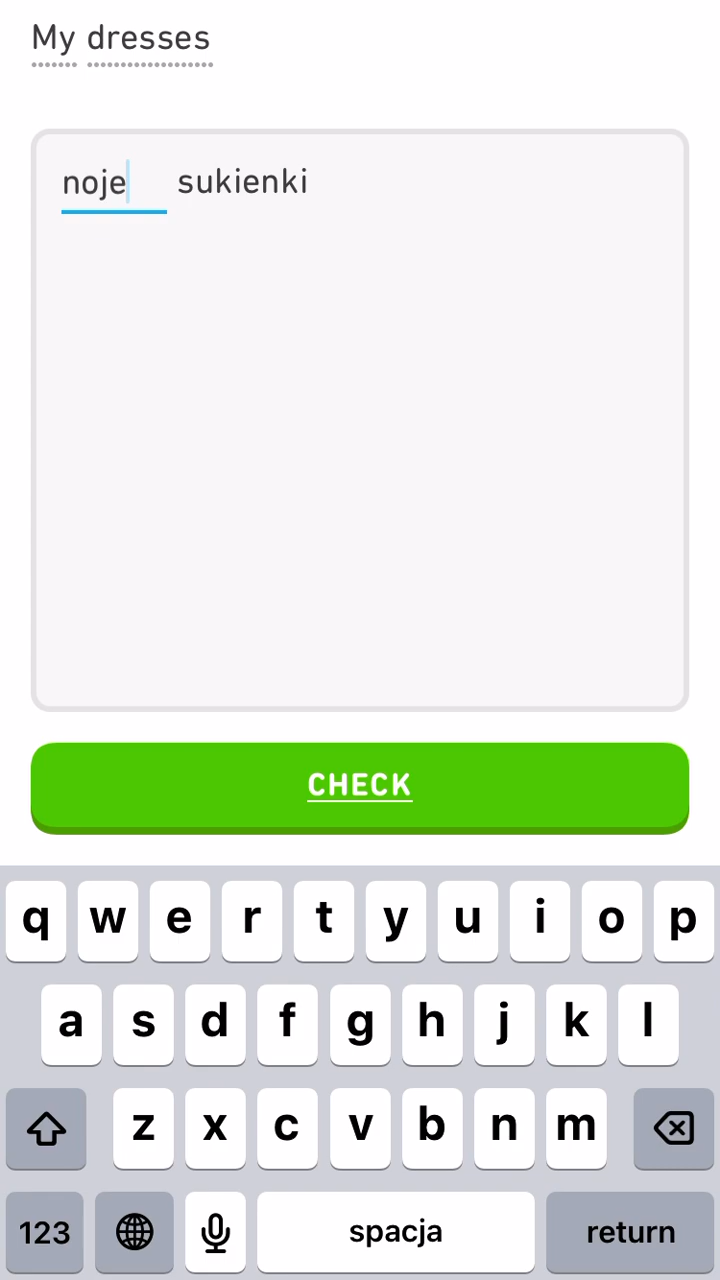 My dresses
noje sukienki
CHECK
q w e r t y u i o p
a s d f g h j k l
z x c v b n m
123 spacja return